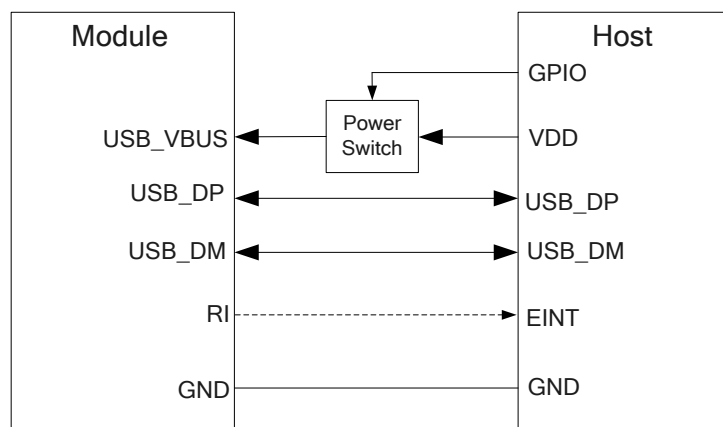 Module
Host
GPIO
USB_VBUS
Power
Switch
VDD
USB_DP
USB_DP
USB_DM
USB_DM
RI
EINT
GND
GND